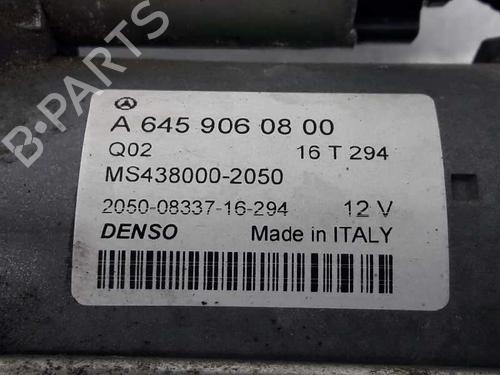 A 645 906 08 00
Q02 16 T 294
MS438000-2050
2050-08337-16-294 12 V
DENSO Made in ITALY
B-PARTS